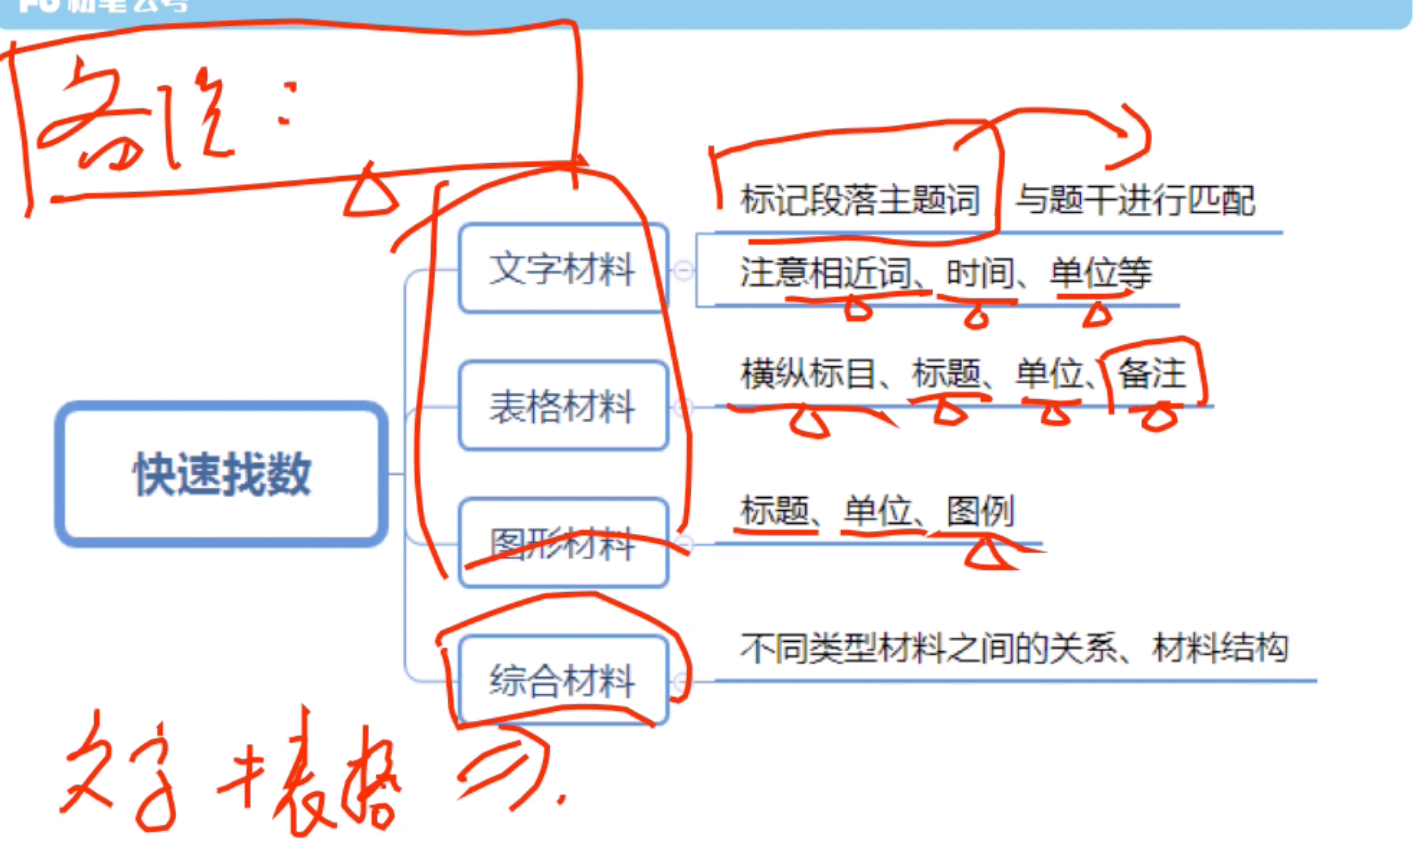 备注：
标记段落主题词 与题干进行匹配
文字材料
注意相近词、时间、单位等
表格材料
横纵标目、标题、单位、备注
快速找数
图形材料
标题、单位、图例
综合材料
不同类型材料之间的关系、材料结构
文字+表格